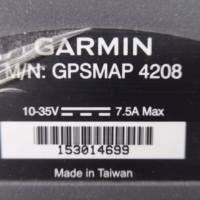 GARMIN
M/N: GPSMAP 4208
10-35V ⎓ 7.5A Max
153014699
Made in Taiwan